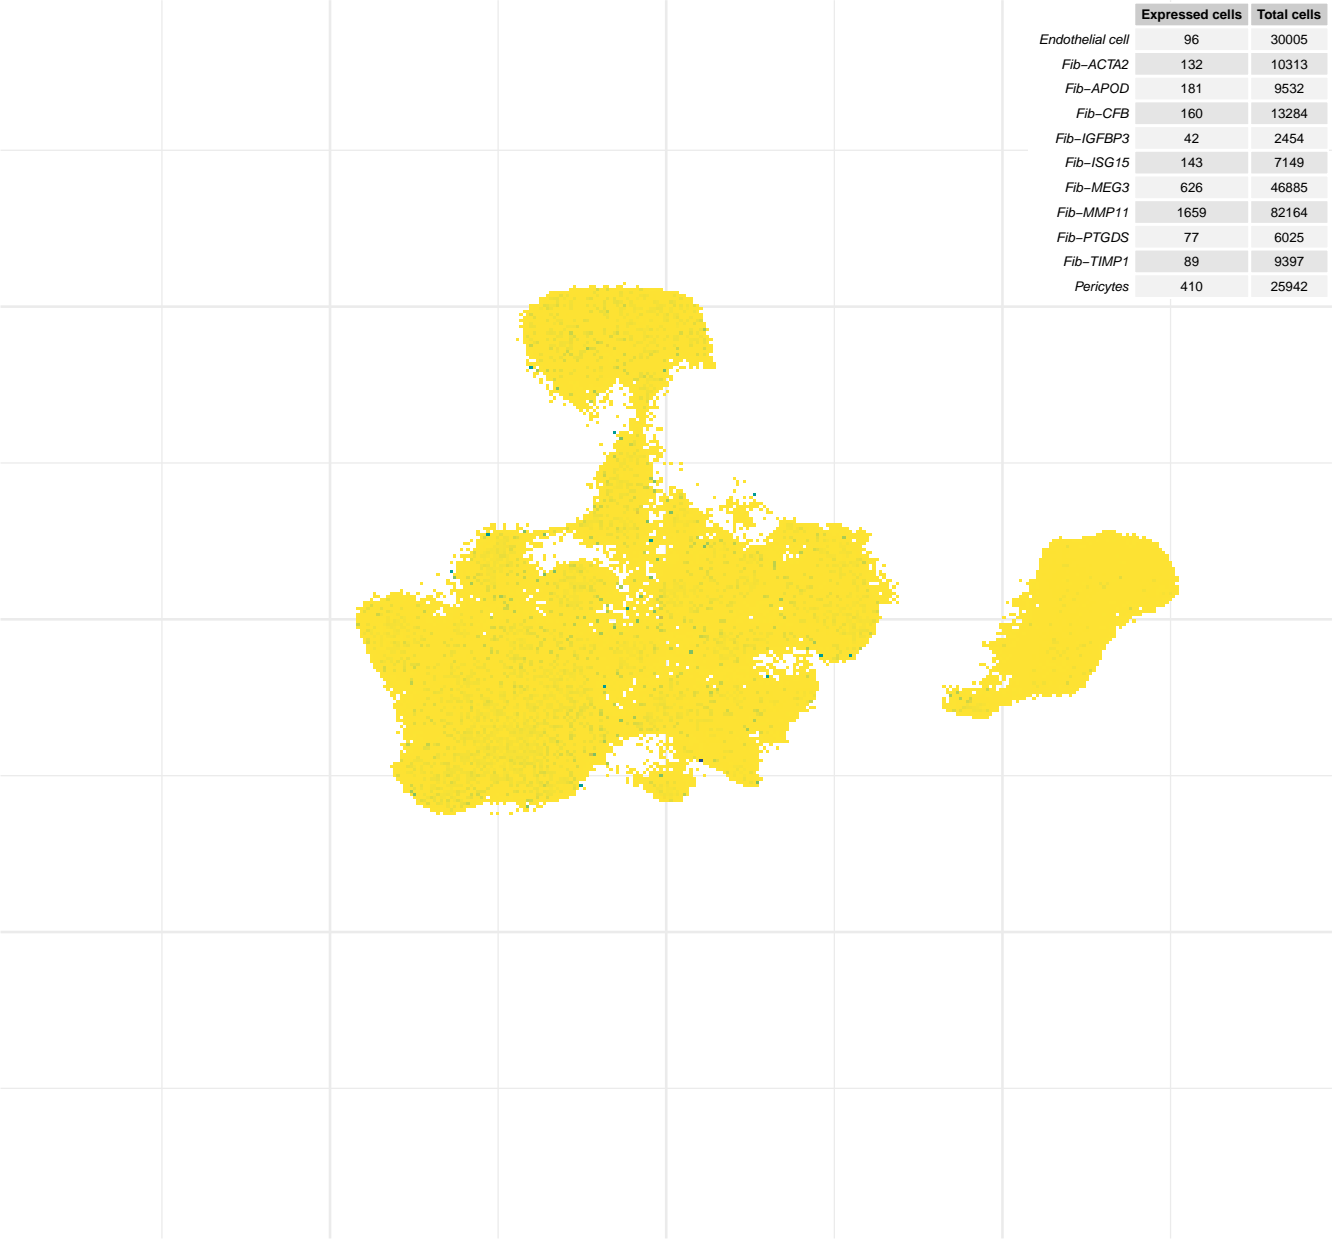 Expressed cells Total cells
Endothelial cell 96 30005
Fib−ACTA2 132 10313
Fib−APOD 181 9532
Fib−CFB 160 13284
Fib−IGFBP3 42 2454
Fib−ISG15 143 7149
Fib−MEG3 626 46885
Fib−MMP11 1659 82164
Fib−PTGDS 77 6025
Fib−TIMP1 89 9397
Pericytes 410 25942